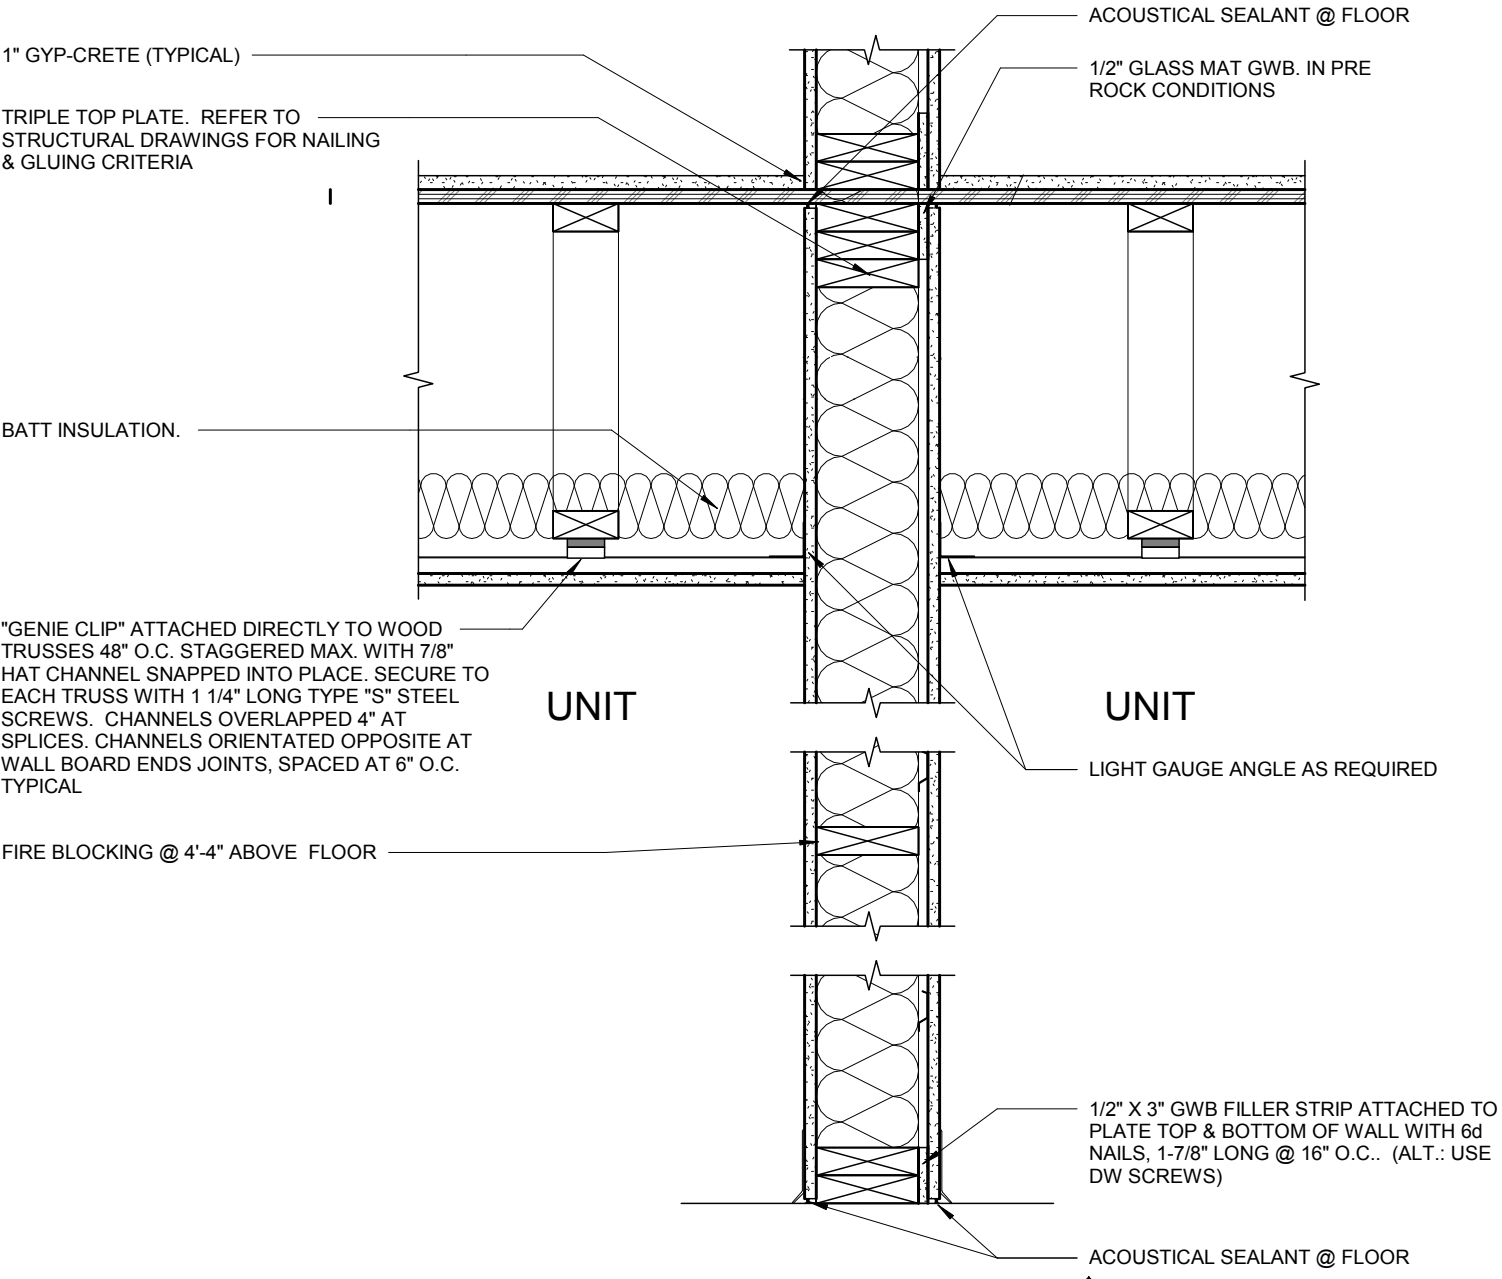 1" GYP-CRETE (TYPICAL)
TRIPLE TOP PLATE. REFER TO
STRUCTURAL DRAWINGS FOR NAILING
& GLUING CRITERIA
BATT INSULATION.
"GENIE CLIP" ATTACHED DIRECTLY TO WOOD
TRUSSES 48" O.C. STAGGERED MAX. WITH 7/8"
HAT CHANNEL SNAPPED INTO PLACE. SECURE TO
EACH TRUSS WITH 1 1/4" LONG TYPE "S" STEEL
SCREWS. CHANNELS OVERLAPPED 4" AT
SPLICES. CHANNELS ORIENTATED OPPOSITE AT
WALL BOARD ENDS JOINTS, SPACED AT 6" O.C.
TYPICAL
FIRE BLOCKING @ 4'-4" ABOVE FLOOR
UNIT
UNIT
ACOUSTICAL SEALANT @ FLOOR
1/2" GLASS MAT GWB. IN PRE
ROCK CONDITIONS
LIGHT GAUGE ANGLE AS REQUIRED
1/2" X 3" GWB FILLER STRIP ATTACHED TO
PLATE TOP & BOTTOM OF WALL WITH 6d
NAILS, 1-7/8" LONG @ 16" O.C.. (ALT.: USE
DW SCREWS)
ACOUSTICAL SEALANT @ FLOOR